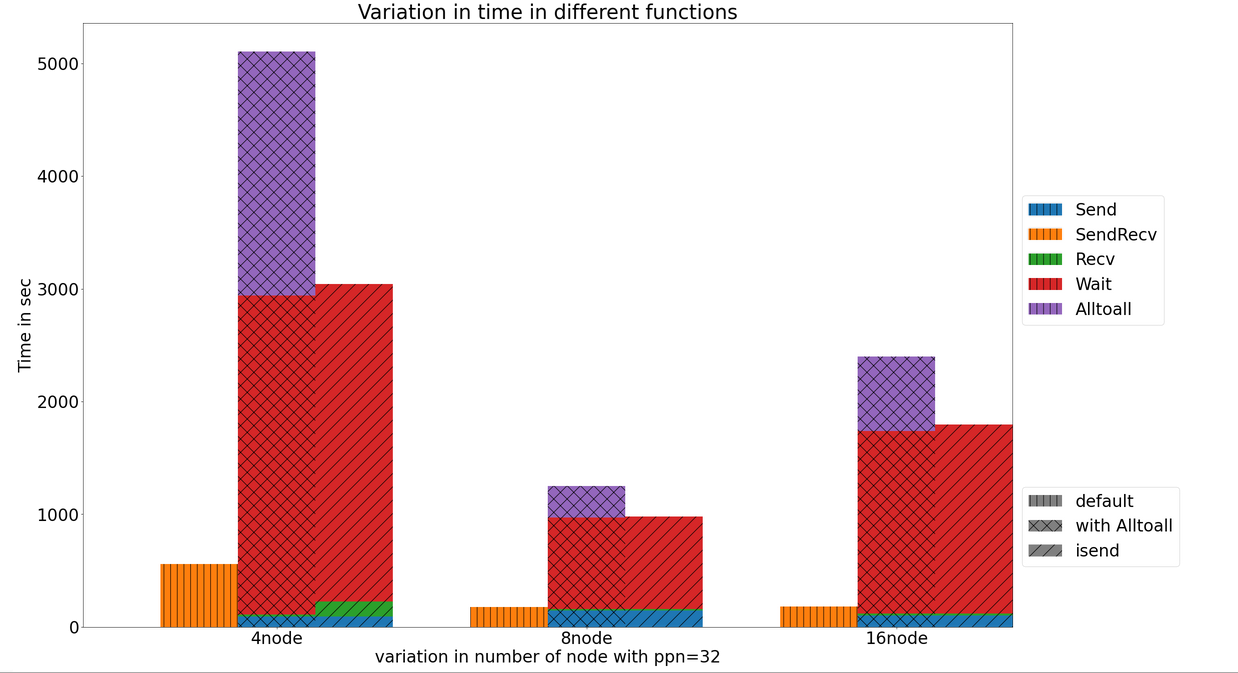 Variation in time in different functions
5000
4000
3000
2000
1000
0
Time in sec
4node
8node
16node
variation in number of node with ppn=32
Send
SendRecv
Recv
Wait
Alltoall
default
with Alltoall
isend